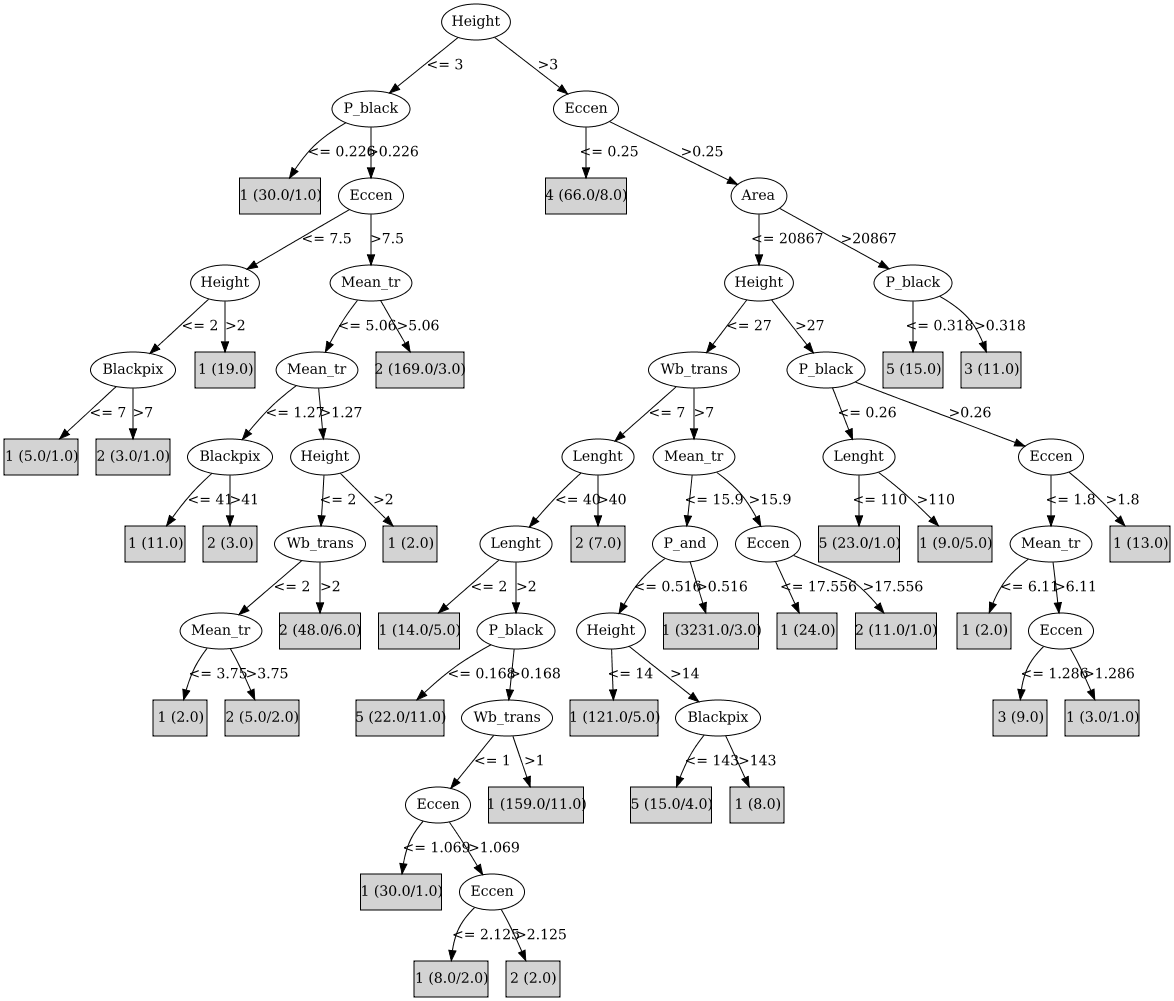 Height
<= 3 >3
P_black Eccen
<= 0.226 >0.226 <= 0.25 >0.25
1 (30.0/1.0) Eccen 4 (66.0/8.0) Area
<= 7.5 >7.5 <= 20867 >20867
Height Mean_tr Height P_black
<= 2 >2 <= 5.06 >5.06 <= 27 >27 <= 0.318 >0.318
Blackpix 1 (19.0) Mean_tr 2 (169.0/3.0) Wb_trans P_black 5 (15.0) 3 (11.0)
<= 7 >7 <= 1.27 >1.27 <= 7 >7 <= 0.26 >0.26
1 (5.0/1.0) 2 (3.0/1.0) Blackpix Height Lenght Mean_tr Lenght Eccen
<= 41 >41 <= 2 >2 <= 40 >40 <= 15.9 >15.9 <= 110 >110 <= 1.8 >1.8
1 (11.0) 2 (3.0) Wb_trans 1 (2.0) Lenght 2 (7.0) P_and Eccen 5 (23.0/1.0) 1 (9.0/5.0) Mean_tr 1 (13.0)
<= 2 >2 <= 2 >2 <= 0.516 >0.516 <= 17.556 >17.556 <= 6.11 >6.11
Mean_tr 2 (48.0/6.0) 1 (14.0/5.0) P_black Height 1 (3231.0/3.0) 1 (24.0) 2 (11.0/1.0) 1 (2.0) Eccen
<= 3.75 >3.75 <= 0.168 >0.168 <= 14 >14 <= 1.286 >1.286
1 (2.0) 2 (5.0/2.0) 5 (22.0/11.0) Wb_trans 1 (121.0/5.0) Blackpix 3 (9.0) 1 (3.0/1.0)
<= 1 >1 <= 143 >143
Eccen 1 (159.0/11.0) 5 (15.0/4.0) 1 (8.0)
<= 1.069 >1.069
1 (30.0/1.0) Eccen
<= 2.125 >2.125
1 (8.0/2.0) 2 (2.0)